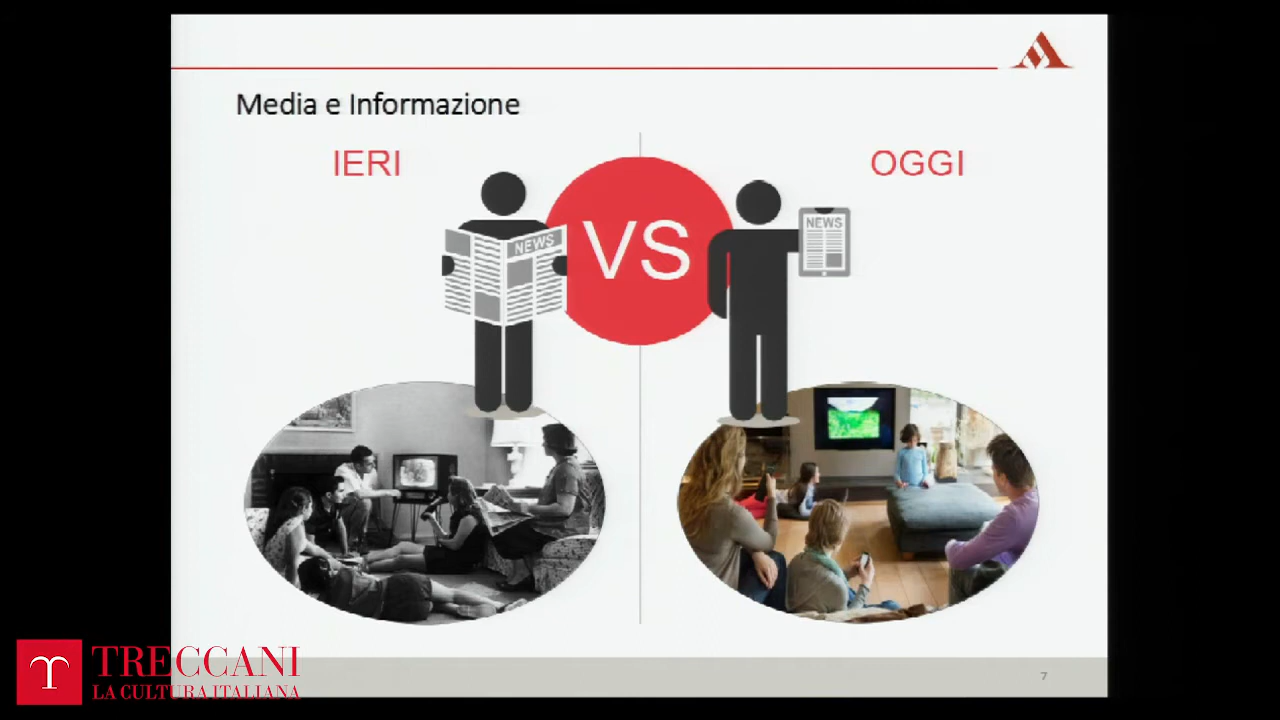 Media e Informazione
IERI
OGGI
VS
NEWS
NEWS
7
TRECCANI
LA CULTURA ITALIANA